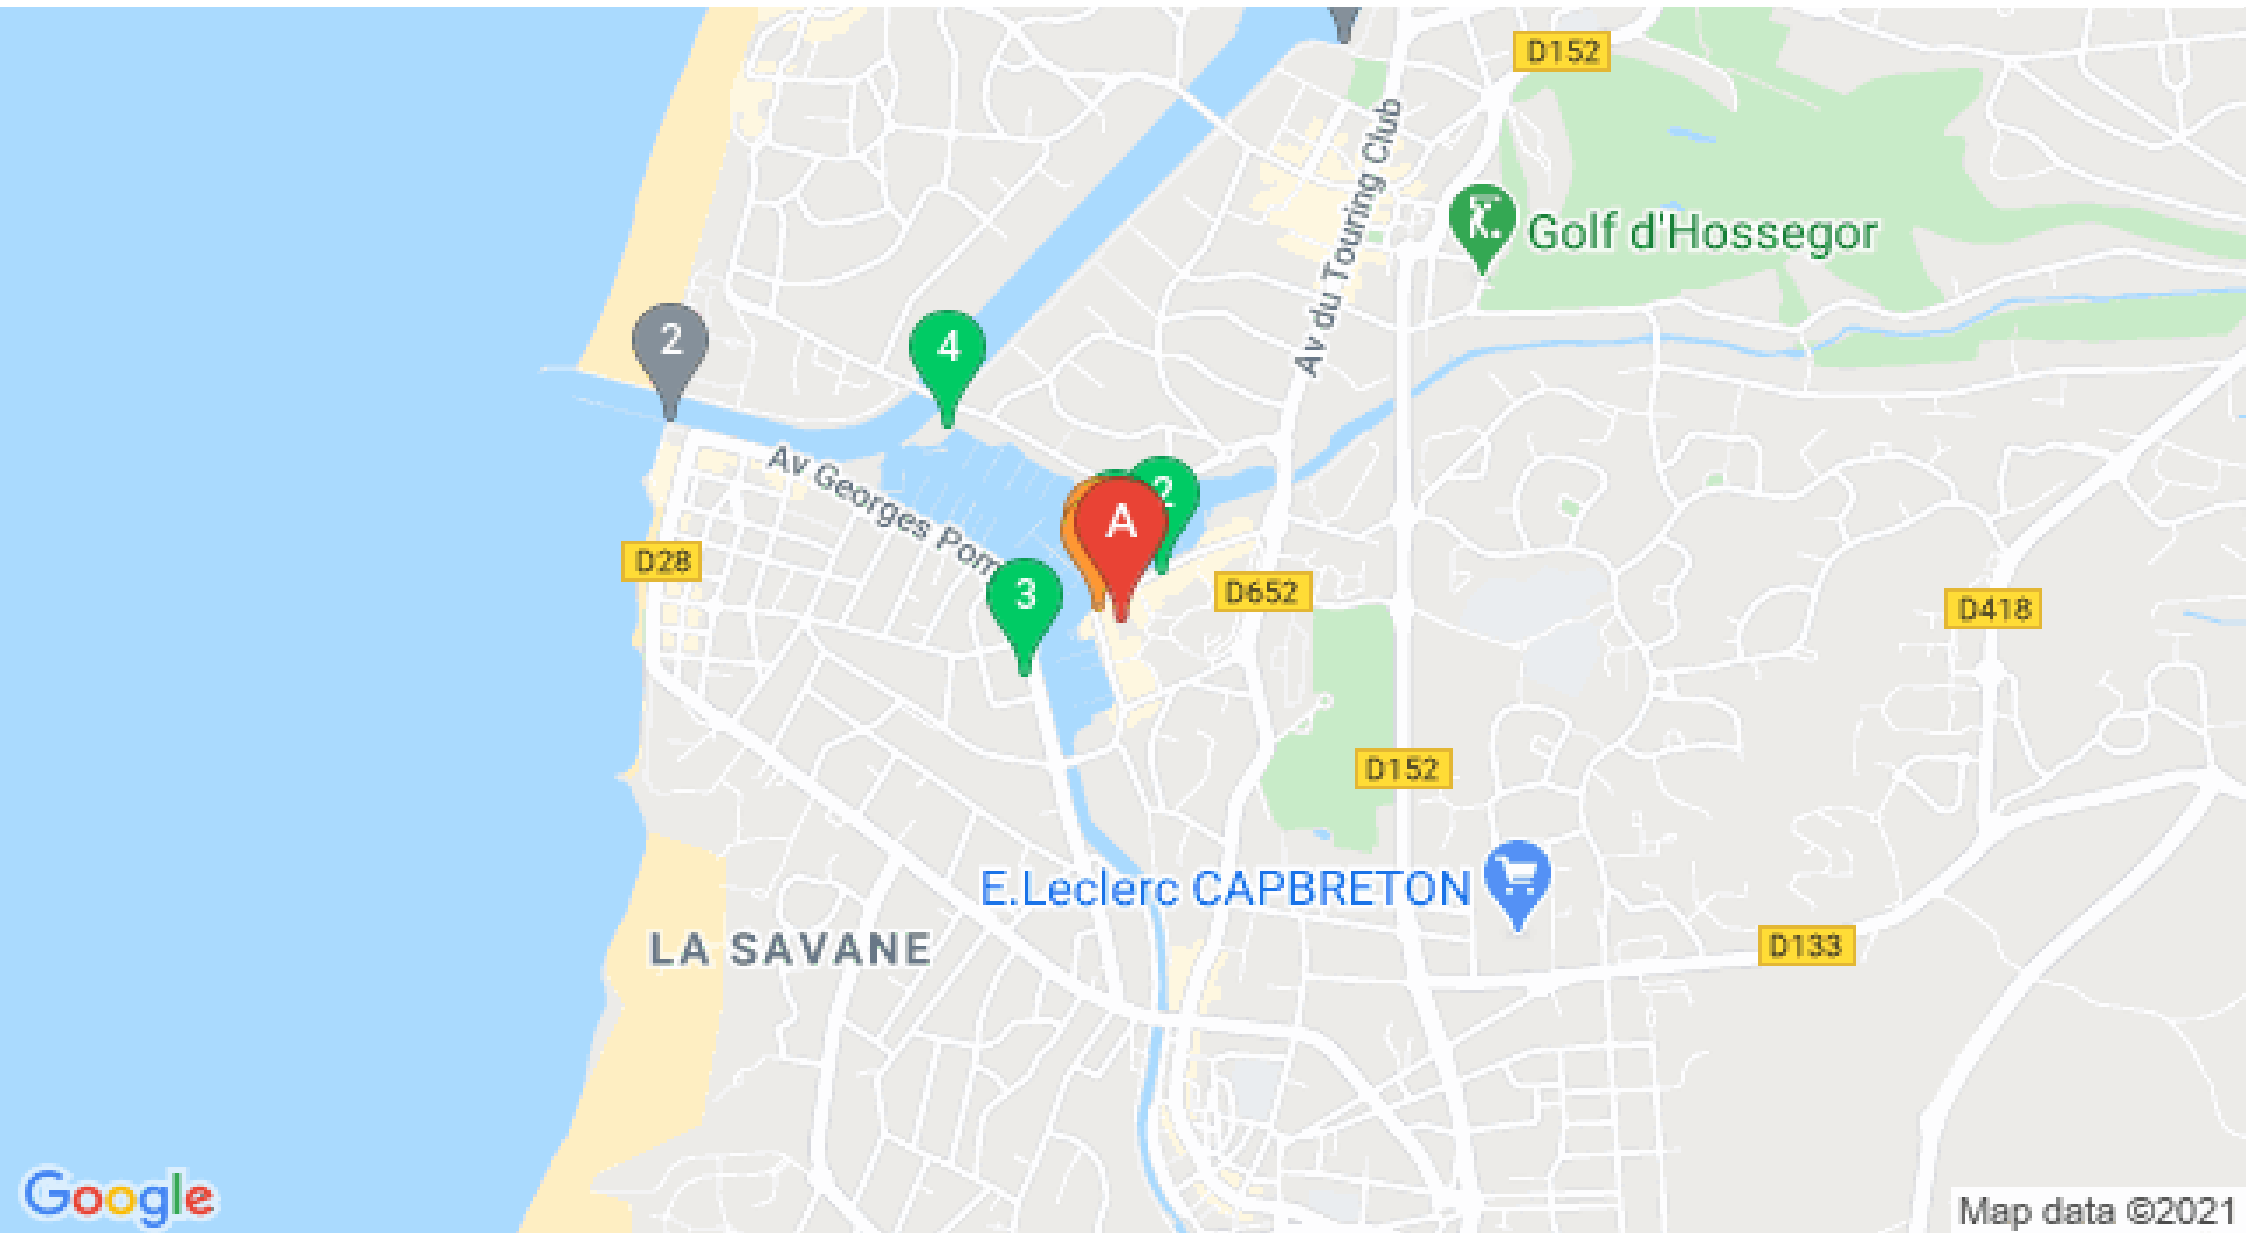 D152
Av du Touring Club
Golf d'Hossegor
2
4
Av Georges Pom
2
A
D28
3
D652
D418
D152
E.Leclerc CAPBRETON
LA SAVANE
D133
Google
Map data ©2021